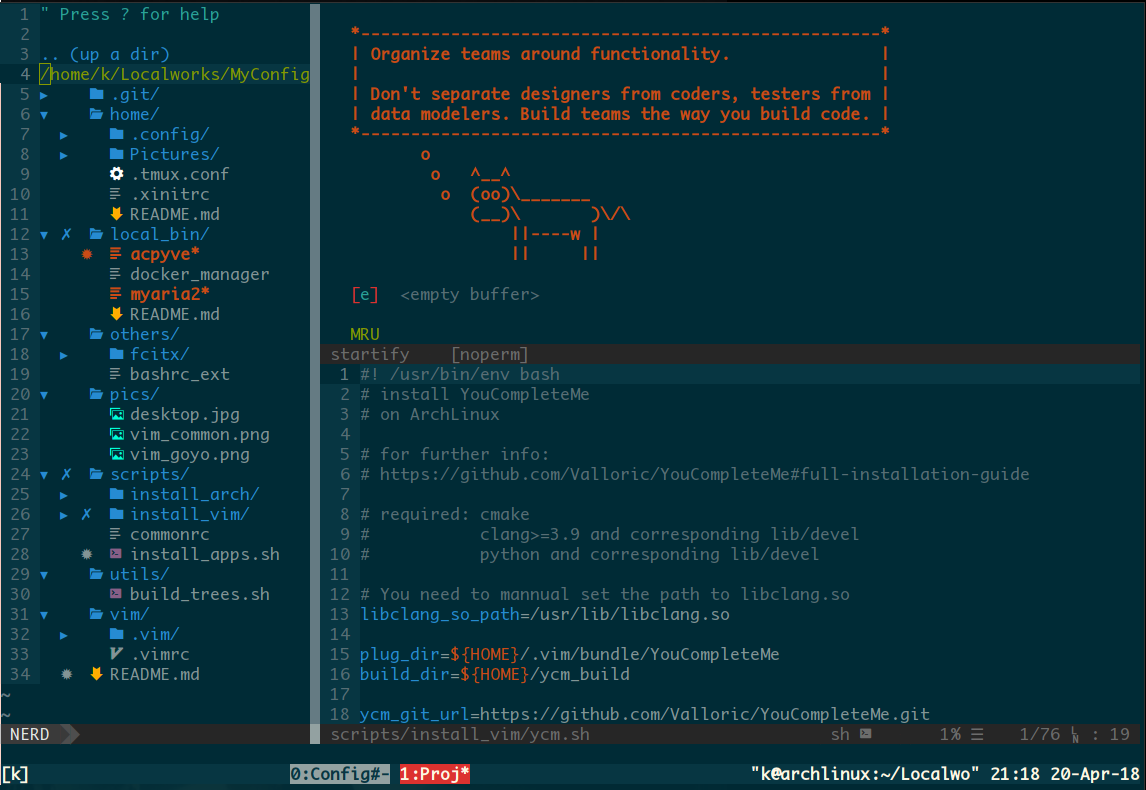 1 " Press ? for help
2
3 .. (up a dir)
4 /home/k/Localworks/MyConfig
5 ▸ .git/
6 ▾ home/
7 ▸ .config/
8 ▸ Pictures/
9 .tmux.conf
10 .xinitrc
11 README.md
12 ▾ ✗ local_bin/
13 ✹ acpyve*
14 docker_manager
15 myaria2*
16 README.md
17 ▾ others/
18 ▸ fcitx/
19 bashrc_ext
20 ▾ pics/
21 desktop.jpg
22 vim_common.png
23 vim_goyo.png
24 ▾ ✗ scripts/
25 ▸ install_arch/
26 ▸ ✗ install_vim/
27 commonrc
28 ✹ install_apps.sh
29 ▾ utils/
30 build_trees.sh
31 ▾ vim/
32 ▸ .vim/
33 .vimrc
34 ✹ README.md
~
~
NERD
*----------------------------------------------------*
| Organize teams around functionality.
| |
| Don't separate designers from coders, testers from |
| data modelers. Build teams the way you build code. |
*----------------------------------------------------*
o
o ^__^
o (oo)\_______
(__)\ )\/\
||----w |
|| ||
[e] <empty buffer>
MRU
startify [noperm]
1 #! /usr/bin/env bash
2 # install YouCompleteMe
3 # on ArchLinux
4
5 # for further info:
6 # https://github.com/Valloric/YouCompleteMe#full-installation-guide
7
8 # required: cmake
9 # clang>=3.9 and corresponding lib/devel
10 # python and corresponding lib/devel
11
12 # You need to mannual set the path to libclang.so
13 libclang_so_path=/usr/lib/libclang.so
14
15 plug_dir=${HOME}/.vim/bundle/YouCompleteMe
16 build_dir=${HOME}/ycm_build
17
18 ycm_git_url=https://github.com/Valloric/YouCompleteMe.git
scripts/install_vim/ycm.sh sh 1% ☰ 1/76 LN : 19
[k] 0:Config#- 1:Proj* "k@archlinux:~/Localwo" 21:18 20-Apr-18